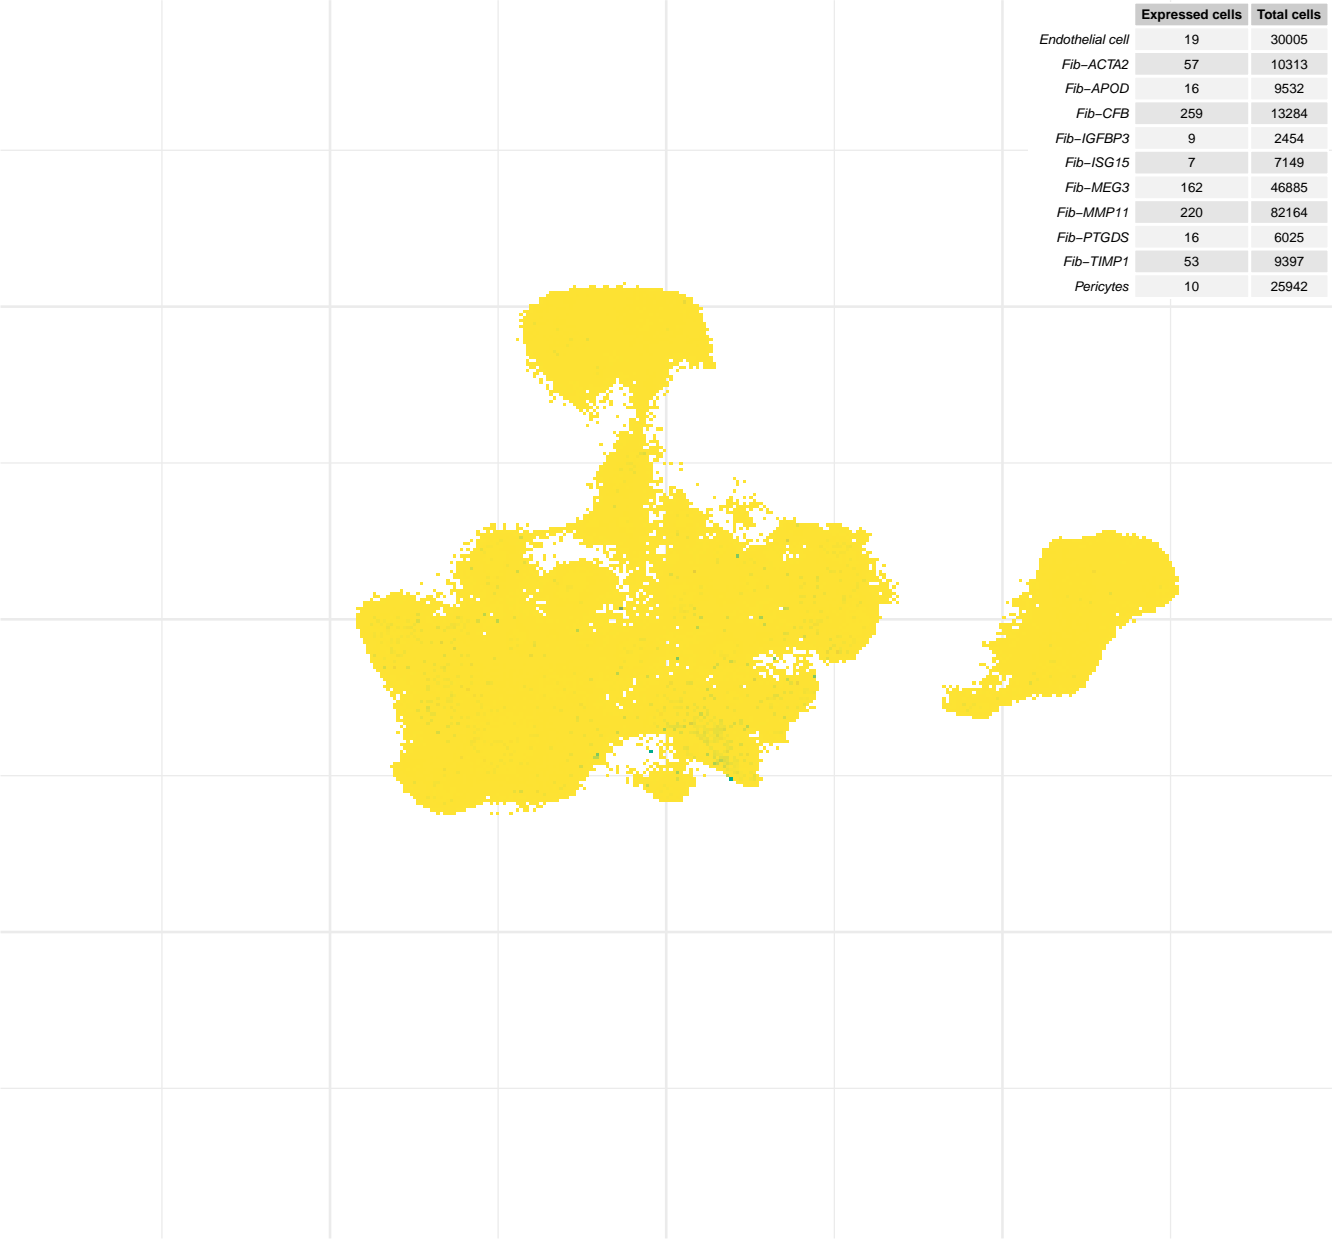 Expressed cells Total cells
Endothelial cell 19 30005
Fib−ACTA2 57 10313
Fib−APOD 16 9532
Fib−CFB 259 13284
Fib−IGFBP3 9 2454
Fib−ISG15 7 7149
Fib−MEG3 162 46885
Fib−MMP11 220 82164
Fib−PTGDS 16 6025
Fib−TIMP1 53 9397
Pericytes 10 25942